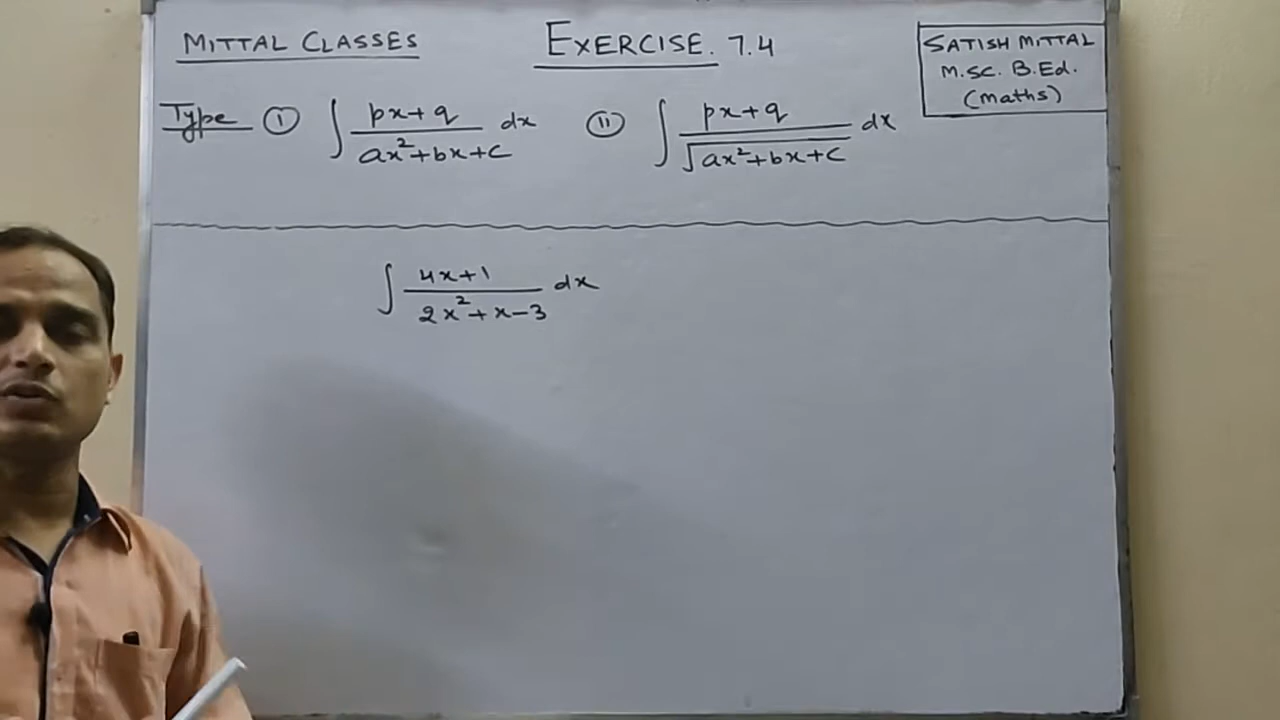 MITTAL CLASSES
EXERCISE. 7.4
SATISH MITTAL
M.SC. B.Ed.
(maths)
Type (i) ∫ (px+q)/(ax²+bx+c) dx (ii) ∫ (px+q)/√(ax²+bx+c) dx
∫ (4x+1)/(2x²+x-3) dx